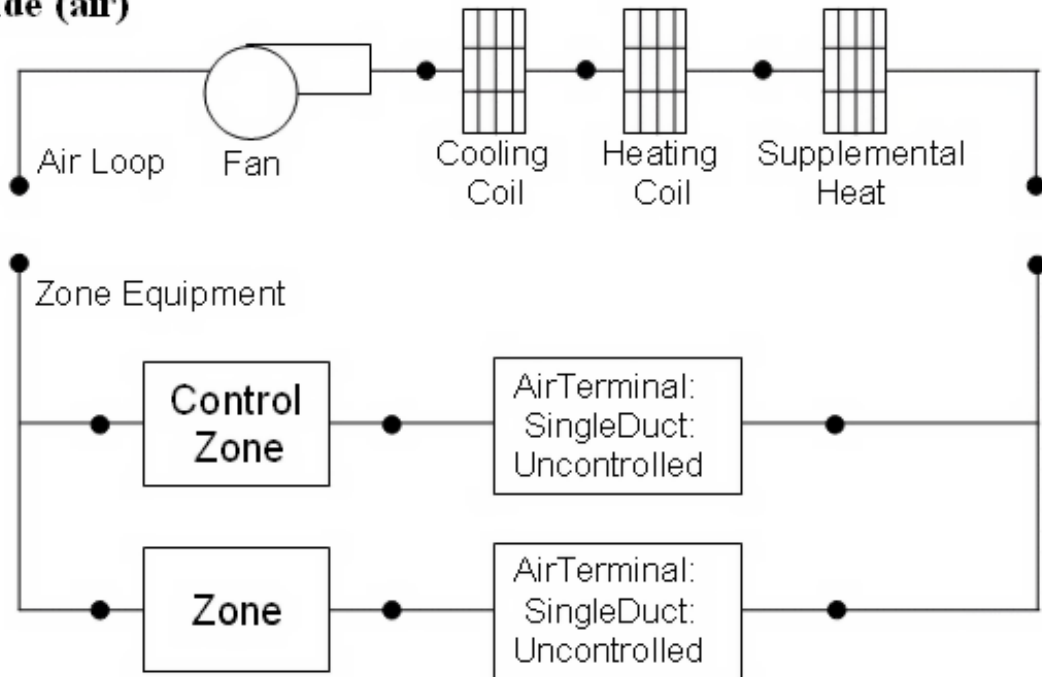 (air)
Air Loop
Fan
Cooling
Coil
Heating
Coil
Supplemental
Heat
Zone Equipment
Control
Zone
AirTerminal:
SingleDuct:
Uncontrolled
Zone
AirTerminal:
SingleDuct:
Uncontrolled